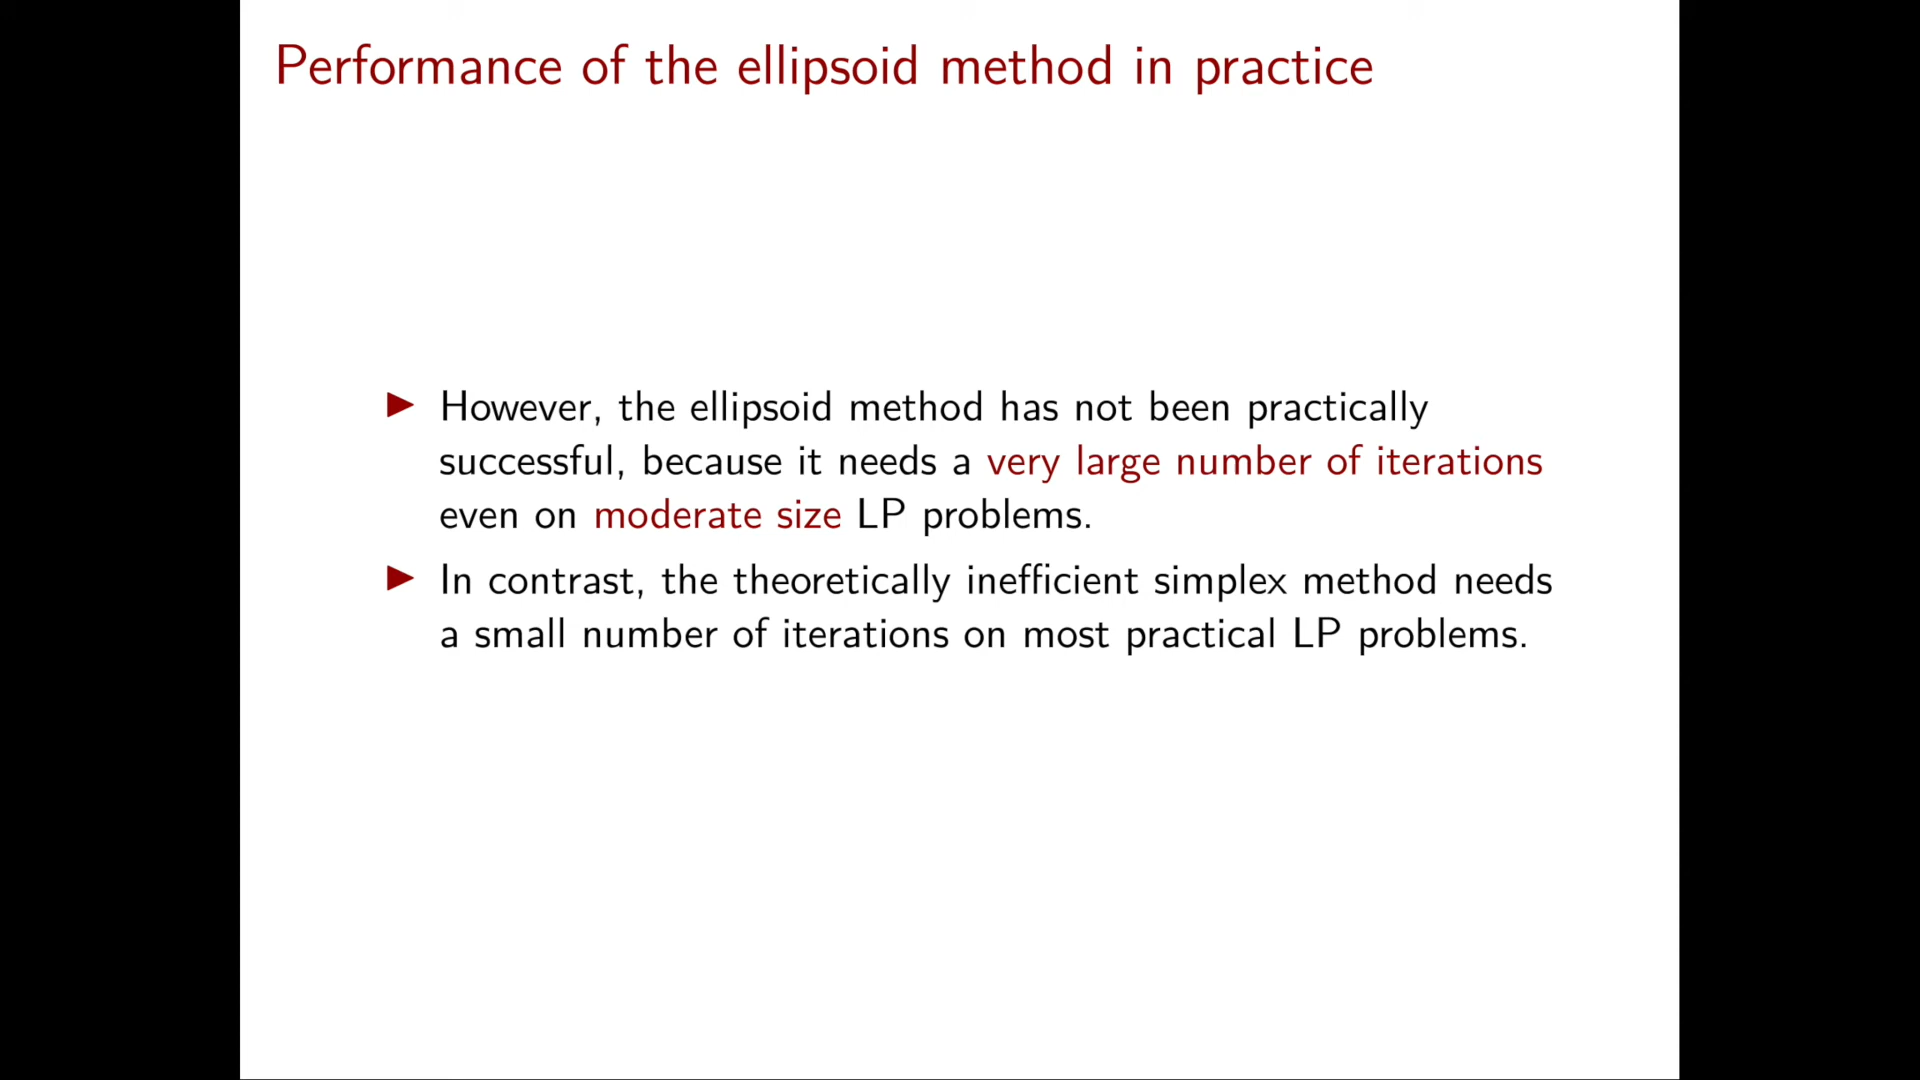 Performance of the ellipsoid method in practice
However, the ellipsoid method has not been practically
successful, because it needs a very large number of iterations
even on moderate size LP problems.
In contrast, the theoretically inefficient simplex method needs
a small number of iterations on most practical LP problems.